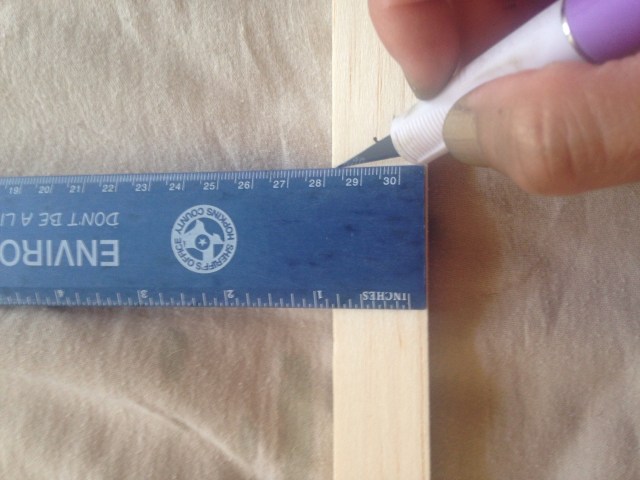 19 20 21 22 23 24 25 26 27 28 29 30
DON'T BE A LI
ENVIRO
SHERIFF'S OFFICE
HOPKINS COUNTY
4 3 2 1 INCHES